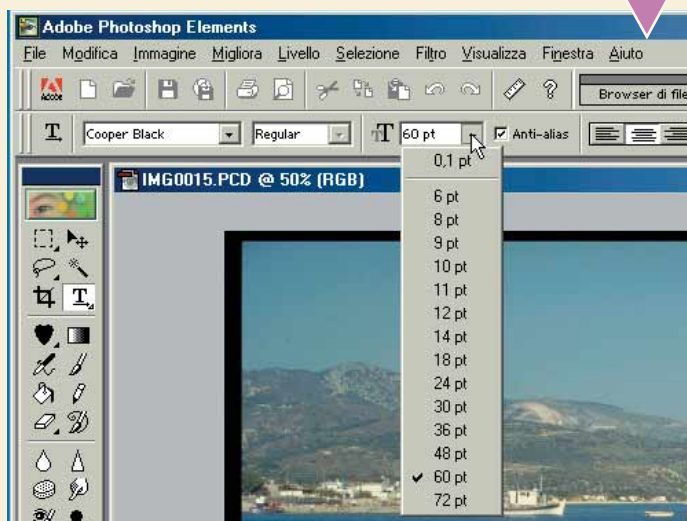 Adobe Photoshop Elements
File Modifica Immagine Migliora Livello Selezione Filtro Visualizza Finestra Aiuto
Adobe
Browser di file
T Cooper Black Regular T 60 pt Anti-alias
0,1 pt
IMG0015.PCD @ 50% (RGB)
6 pt
8 pt
9 pt
10 pt
11 pt
12 pt
14 pt
18 pt
24 pt
30 pt
36 pt
48 pt
60 pt
72 pt
T